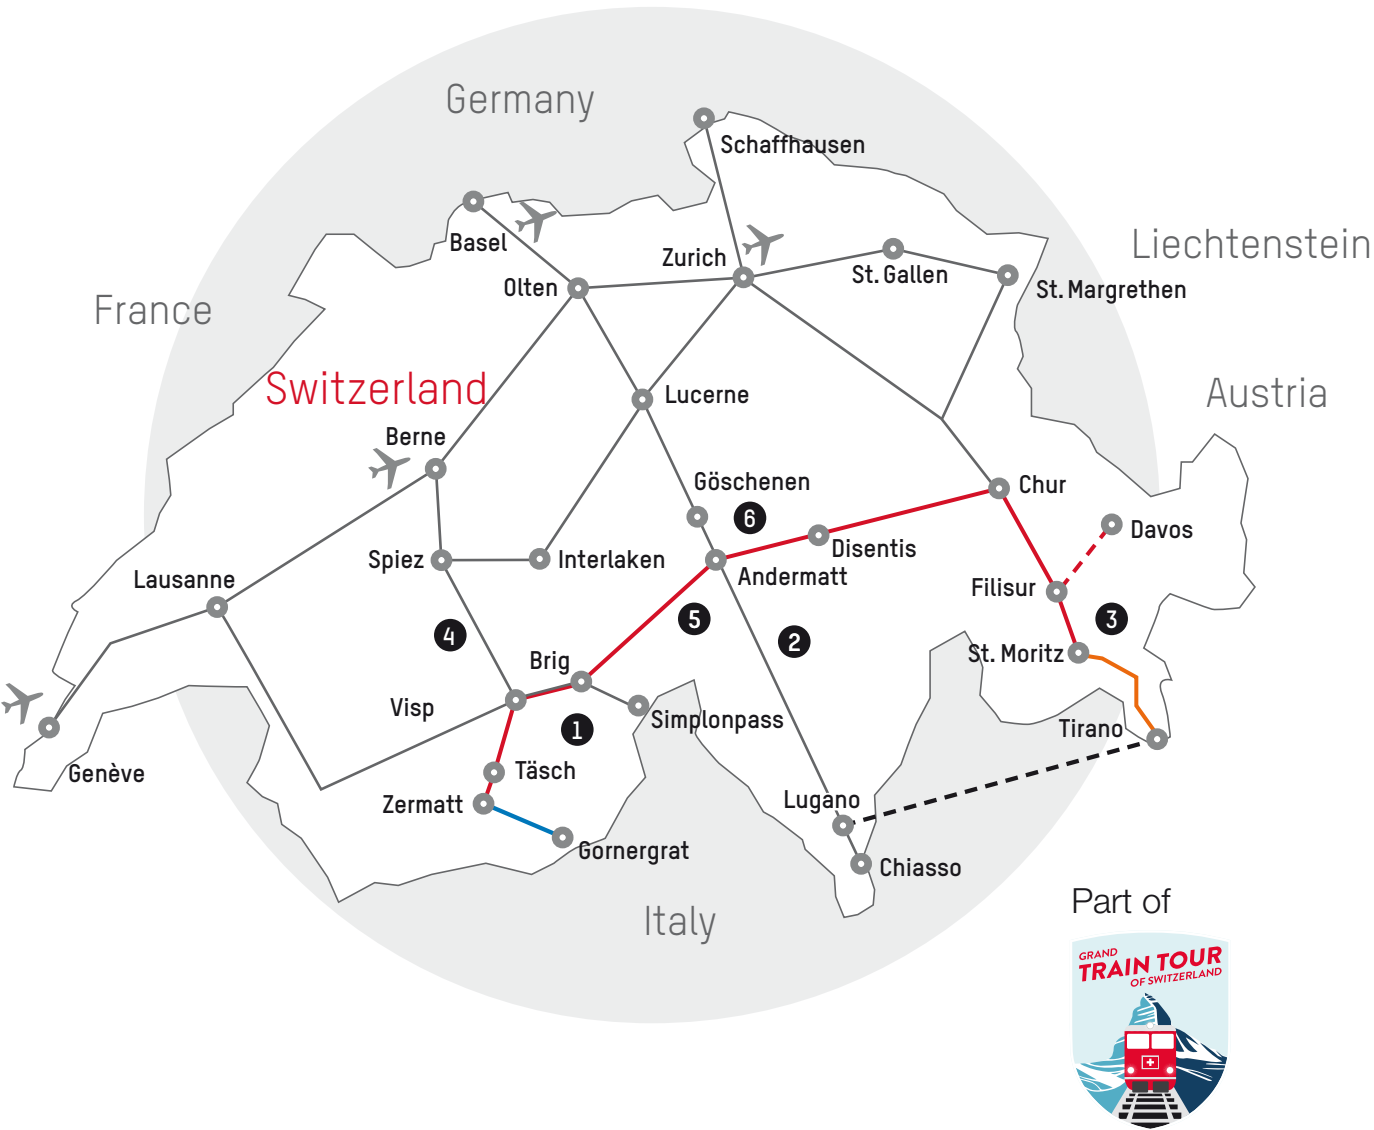 Germany
Schaffhausen
Basel
Zurich
Liechtenstein
St. Gallen
Olten
St. Margrethen
France
Switzerland
Lucerne
Austria
Berne
Göschenen
Chur
6
Davos
Disentis
Spiez
Interlaken
Andermatt
Lausanne
Filisur
5
3
4
2
St. Moritz
Brig
Visp
Simplonpass
1
Tirano
Genève
Täsch
Zermatt
Lugano
Gornergrat
Chiasso
Italy
Part of
GRAND
TRAIN TOUR
OF SWITZERLAND